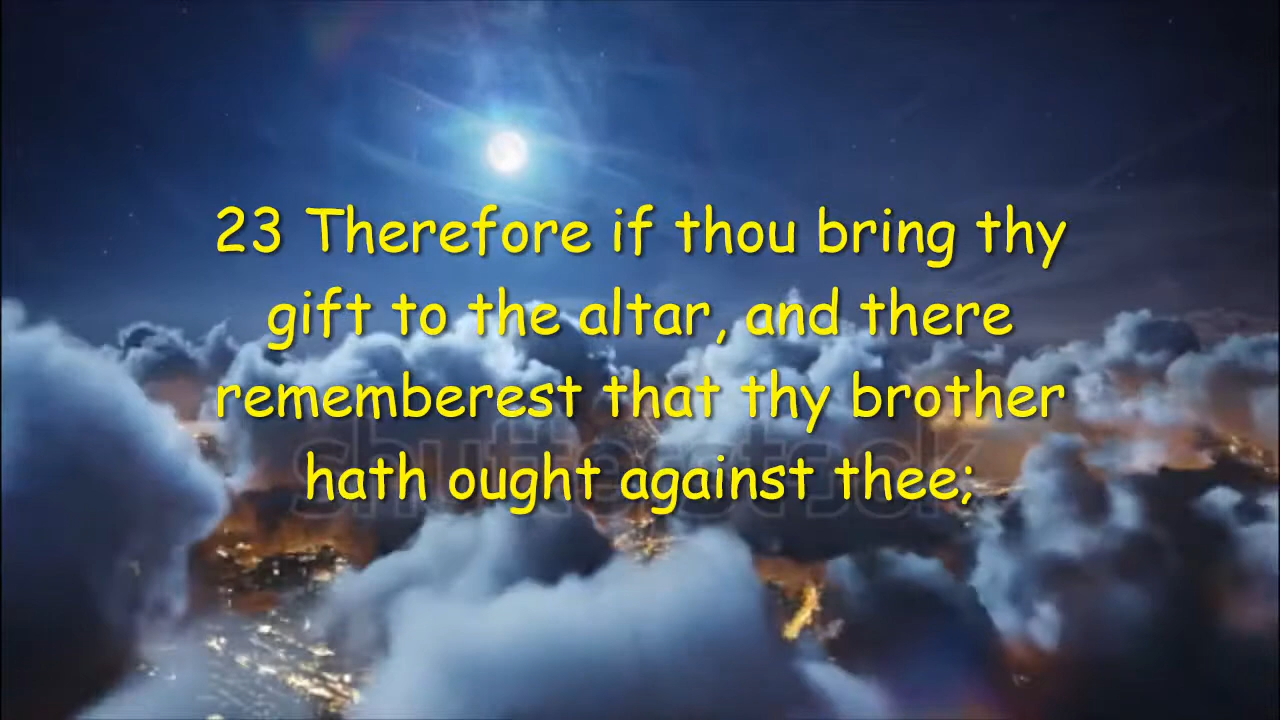 23 Therefore if thou bring thy
gift to the altar, and there
rememberest that thy brother
hath ought against thee;
shutterstock